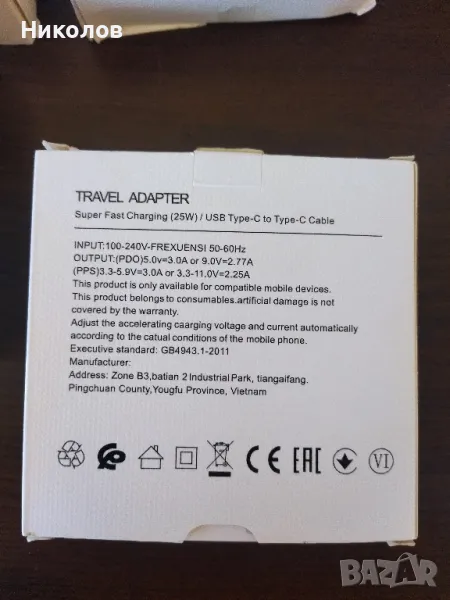 Николов
TRAVEL ADAPTER
Super Fast Charging (25W) / USB Type-C to Type-C Cable
INPUT:100-240V-FREXUENSI 50-60Hz
OUTPUT:(PDO)5.0v=3.0A or 9.0V=2.77A
(PPS)3.3-5.9V=3.0A or 3.3-11.0V=2.25A
This product is only available for compatible mobile devices.
This product belongs to consumables.artificial damage is not
covered by the warranty.
Adjust the accelerating caarging voltage and current automatically
according to the catual conditions of the mobile phone.
Executive standard: GB4943.1-2011
Manufacturer:
Address: Zone B3,batian 2 Industrial Park, tiangaifang.
Pingchuan County,Yougfu Province, Vietnam
CE EAC VI
BAZAR